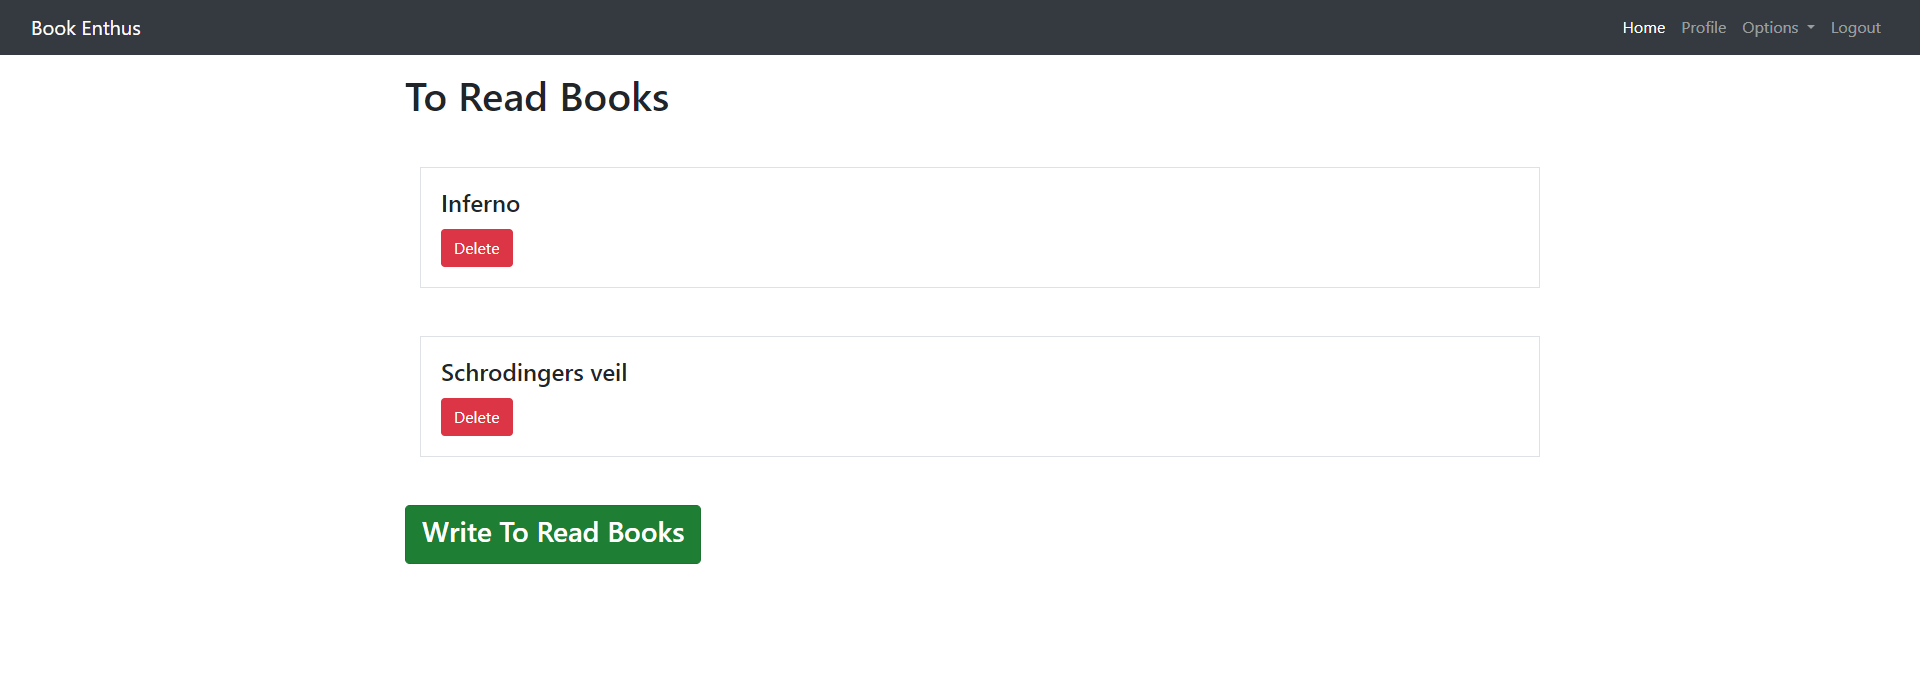 Book Enthus
Home Profile Options Logout
To Read Books
Inferno
Delete
Schrodingers veil
Delete
Write To Read Books